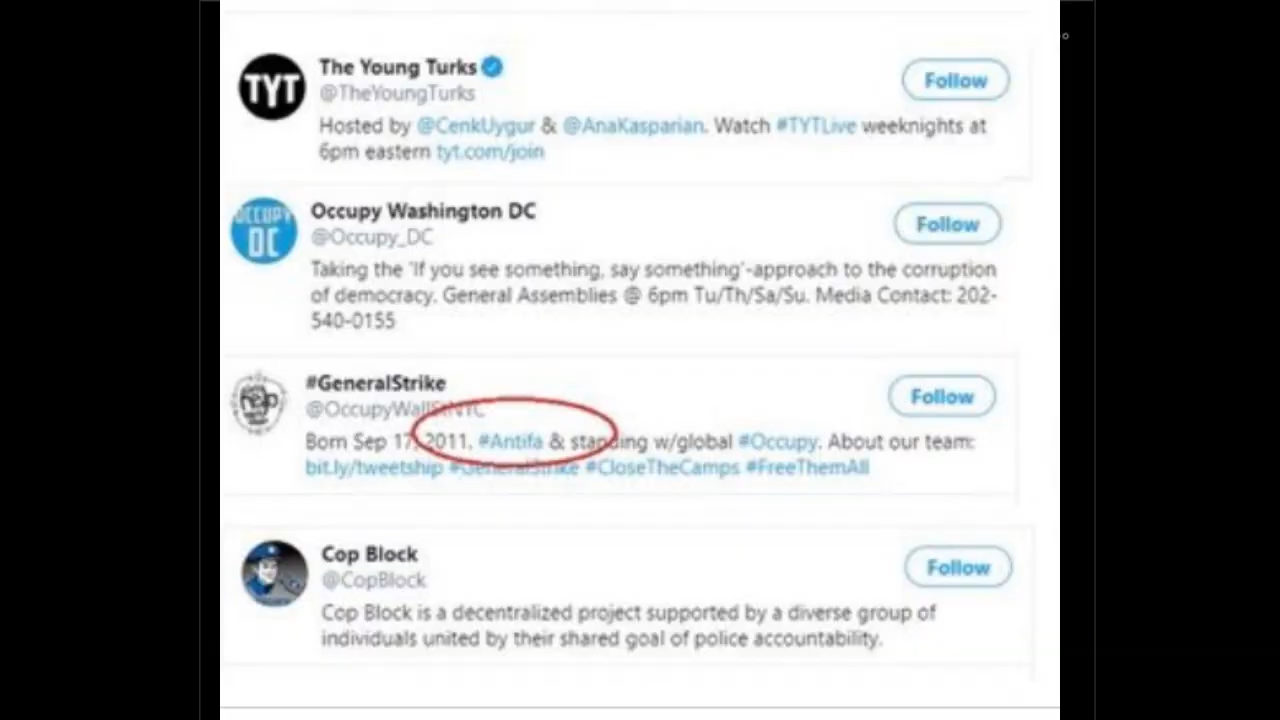 TYT
The Young Turks
@TheYoungTurks
Follow
Hosted by @CenkUygur & @AnaKasparian. Watch #TYTLive weeknights at
6pm eastern tyt.com/join
OCCUPY
DC
Occupy Washington DC
@Occupy_DC
Follow
Taking the 'If you see something, say something'-approach to the corruption
of democracy. General Assemblies @ 6pm Tu/Th/Sa/Su. Media Contact: 202-
540-0155
#GeneralStrike
@OccupyWallStNYC
Follow
Born Sep 17, 2011. #Antifa & standing w/global #Occupy. About our team:
bit.ly/tweetship #GeneralStrike #CloseTheCamps #FreeThemAll
Cop Block
@CopBlock
Follow
Cop Block is a decentralized project supported by a diverse group of
individuals united by their shared goal of police accountability.